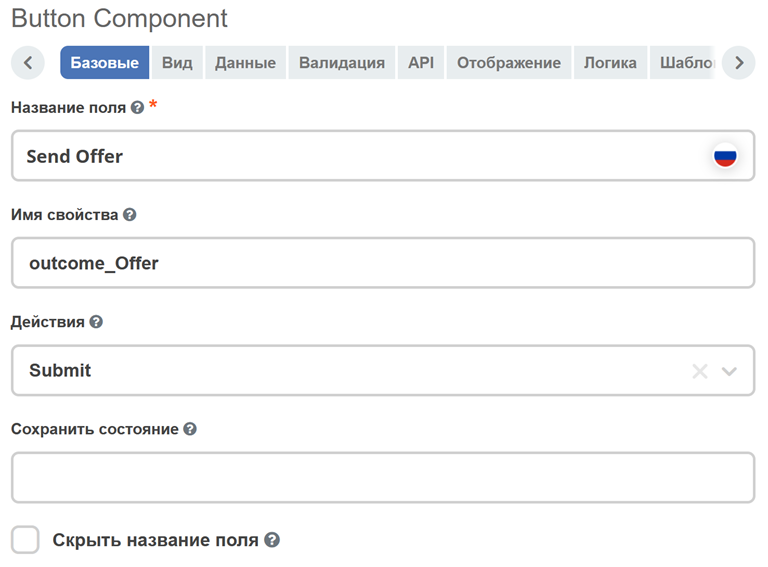 Button Component
Базовые Вид Данные Валидация API Отображение Логика Шабло
Название поля *
Send Offer
Имя свойства
outcome_Offer
Действия
Submit
Сохранить состояние
Скрыть название поля